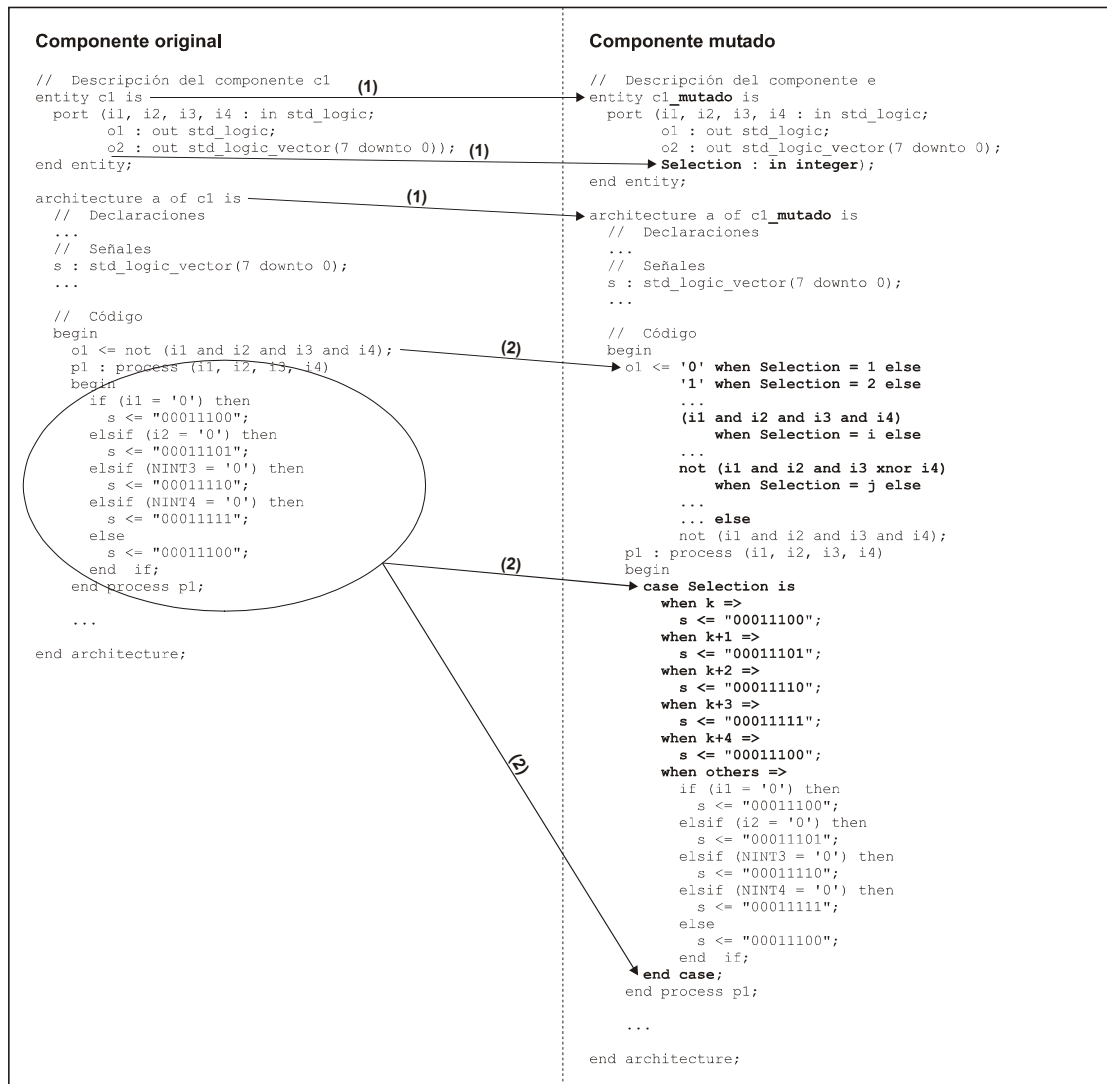 Componente original
//  Descripción del componente c1
entity c1 is
port (i1, i2, i3, i4 : in std_logic;
o1 : out std_logic;
o2 : out std_logic_vector(7 downto 0));
end entity;
architecture a of c1 is
//  Declaraciones
...
//  Señales
s : std_logic_vector(7 downto 0);
...
//  Código
begin
o1 <= not (i1 and i2 and i3 and i4);
p1 : process (i1, i2, i3, i4)
begin
if (i1 = '0') then
s <= "00011100";
elsif (i2 = '0') then
s <= "00011101";
elsif (NINT3 = '0') then
s <= "00011110";
elsif (NINT4 = '0') then
s <= "00011111";
else
s <= "00011100";
end  if;
end process p1;
...
end architecture;
(1)
(1)
(1)
(2)
(2)
(2)
Componente mutado
//  Descripción del componente e
entity c1_mutado is
port (i1, i2, i3, i4 : in std_logic;
o1 : out std_logic;
o2 : out std_logic_vector(7 downto 0);
Selection : in integer);
end entity;
architecture a of c1_mutado is
//  Declaraciones
...
//  Señales
s : std_logic_vector(7 downto 0);
...
//  Código
begin
o1 <= '0' when Selection = 1 else
'1' when Selection = 2 else
...
(i1 and i2 and i3 and i4)
when Selection = i else
...
not (i1 and i2 and i3 xnor i4)
when Selection = j else
...
... else
not (i1 and i2 and i3 and i4);
p1 : process (i1, i2, i3, i4)
begin
case Selection is
when k =>
s <= "00011100";
when k+1 =>
s <= "00011101";
when k+2 =>
s <= "00011110";
when k+3 =>
s <= "00011111";
when k+4 =>
s <= "00011100";
when others =>
if (i1 = '0') then
s <= "00011100";
elsif (i2 = '0') then
s <= "00011101";
elsif (NINT3 = '0') then
s <= "00011110";
elsif (NINT4 = '0') then
s <= "00011111";
else
s <= "00011100";
end  if;
end case;
end process p1;
...
end architecture;